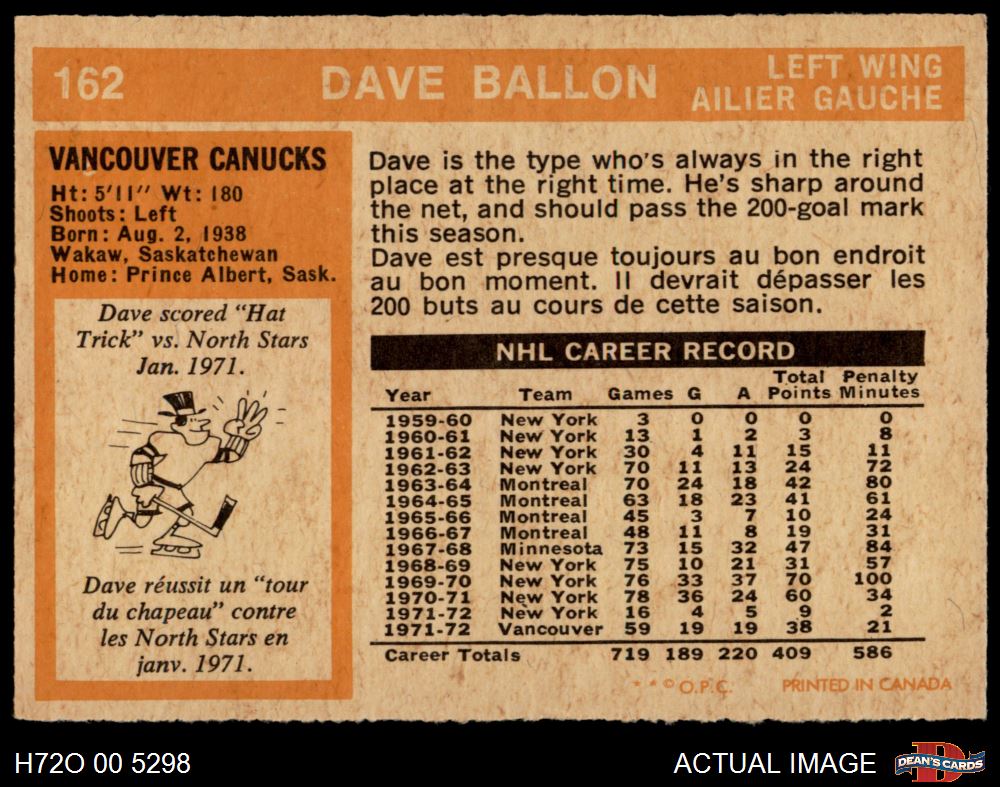 162 DAVE BALLON LEFT WING
AILIER GAUCHE
VANCOUVER CANUCKS
Ht: 5'11" Wt: 180
Shoots: Left
Born: Aug. 2, 1938
Wakaw, Saskatchewan
Home: Prince Albert, Sask.
Dave scored "Hat
Trick" vs. North Stars
Jan. 1971.
Dave réussit un "tour
du chapeau" contre
les North Stars en
janv. 1971.
Dave is the type who's always in the right
place at the right time. He's sharp around
the net, and should pass the 200-goal mark
this season.
Dave est presque toujours au bon endroit
au bon moment. Il devrait dépasser les
200 buts au cours de cette saison.
NHL CAREER RECORD
Total Penalty
Year Team Games G A Points Minutes
1959-60 New York 3 0 0 0 0
1960-61 New York 13 1 2 3 8
1961-62 New York 30 4 11 15 11
1962-63 New York 70 11 13 24 72
1963-64 Montreal 70 24 18 42 80
1964-65 Montreal 63 18 23 41 61
1965-66 Montreal 45 3 7 10 24
1966-67 Montreal 48 11 8 19 31
1967-68 Minnesota 73 15 32 47 84
1968-69 New York 75 10 21 31 57
1969-70 New York 76 33 37 70 100
1970-71 New York 78 36 24 60 34
1971-72 New York 16 4 5 9 2
1971-72 Vancouver 59 19 19 38 21
Career Totals 719 189 220 409 586
* * © O.P.C. PRINTED IN CANADA
H72O 00 5298 ACTUAL IMAGE D DEAN'S CARDS